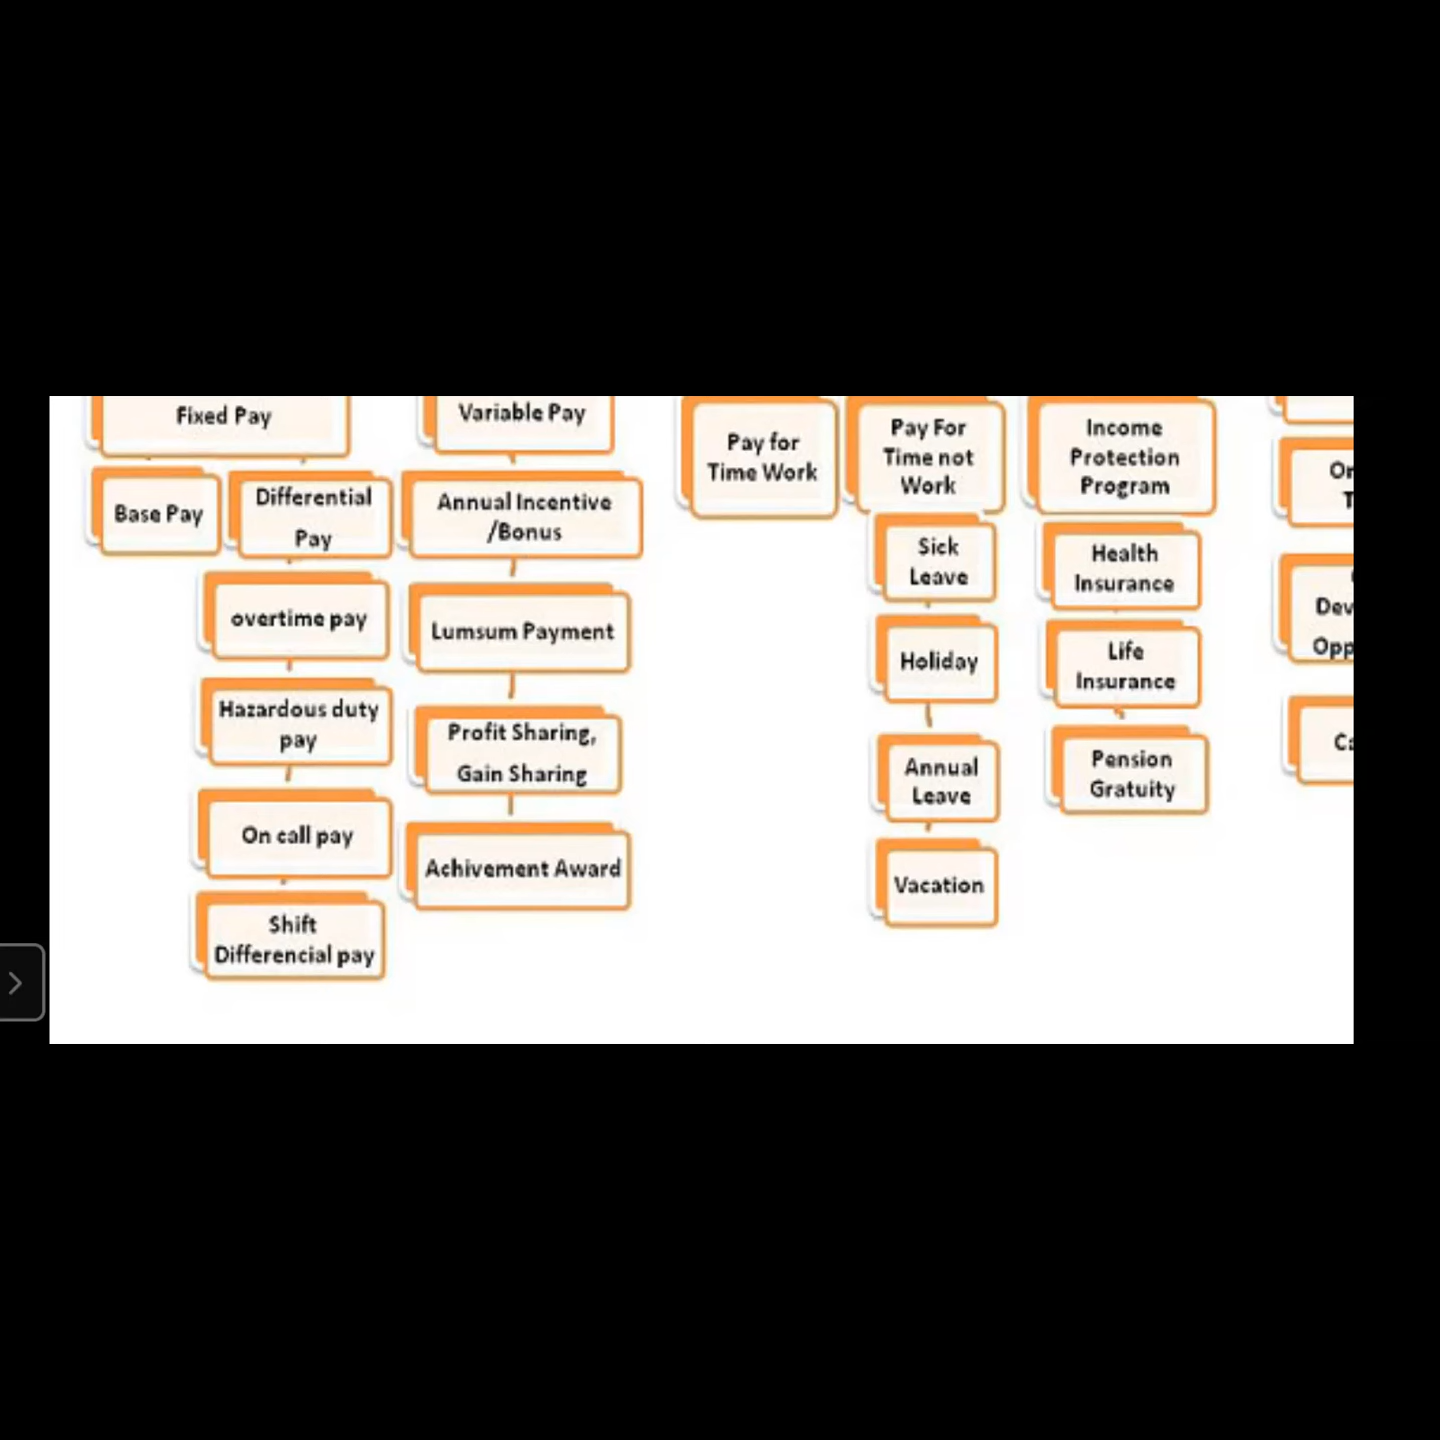 Fixed Pay
Base Pay
Differential
Pay
overtime pay
Hazardous duty
pay
On call pay
Shift
Differencial pay
Variable Pay
Annual Incentive
/Bonus
Lumsum Payment
Profit Sharing,
Gain Sharing
Achivement Award
Pay for
Time Work
Pay For
Time not
Work
Sick
Leave
Holiday
Annual
Leave
Vacation
Income
Protection
Program
Health
Insurance
Life
Insurance
Pension
Gratuity